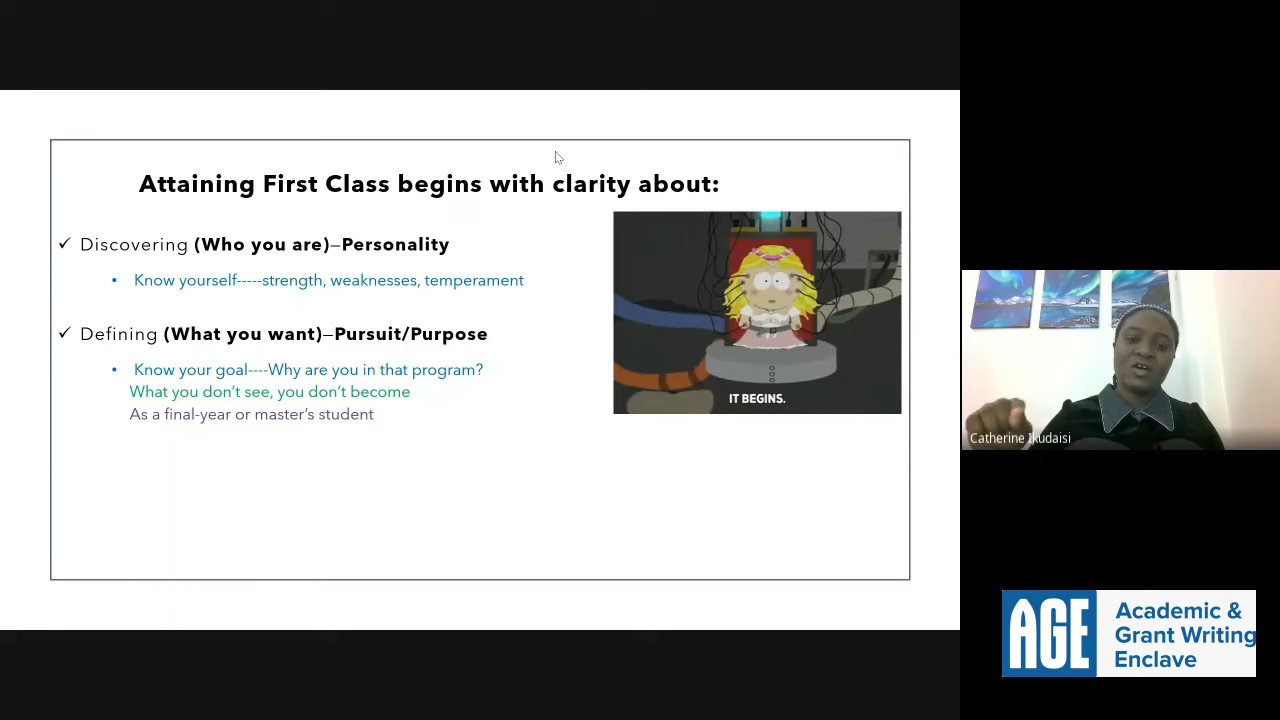 Attaining First Class begins with clarity about:
✓ Discovering (Who you are)–Personality
• Know yourself-----strength, weaknesses, temperament
✓ Defining (What you want)–Pursuit/Purpose
• Know your goal----Why are you in that program?
What you don't see, you don't become
As a final-year or master's student
IT BEGINS.
Catherine Ikudaisi
AGE
Academic &
Grant Writing
Enclave